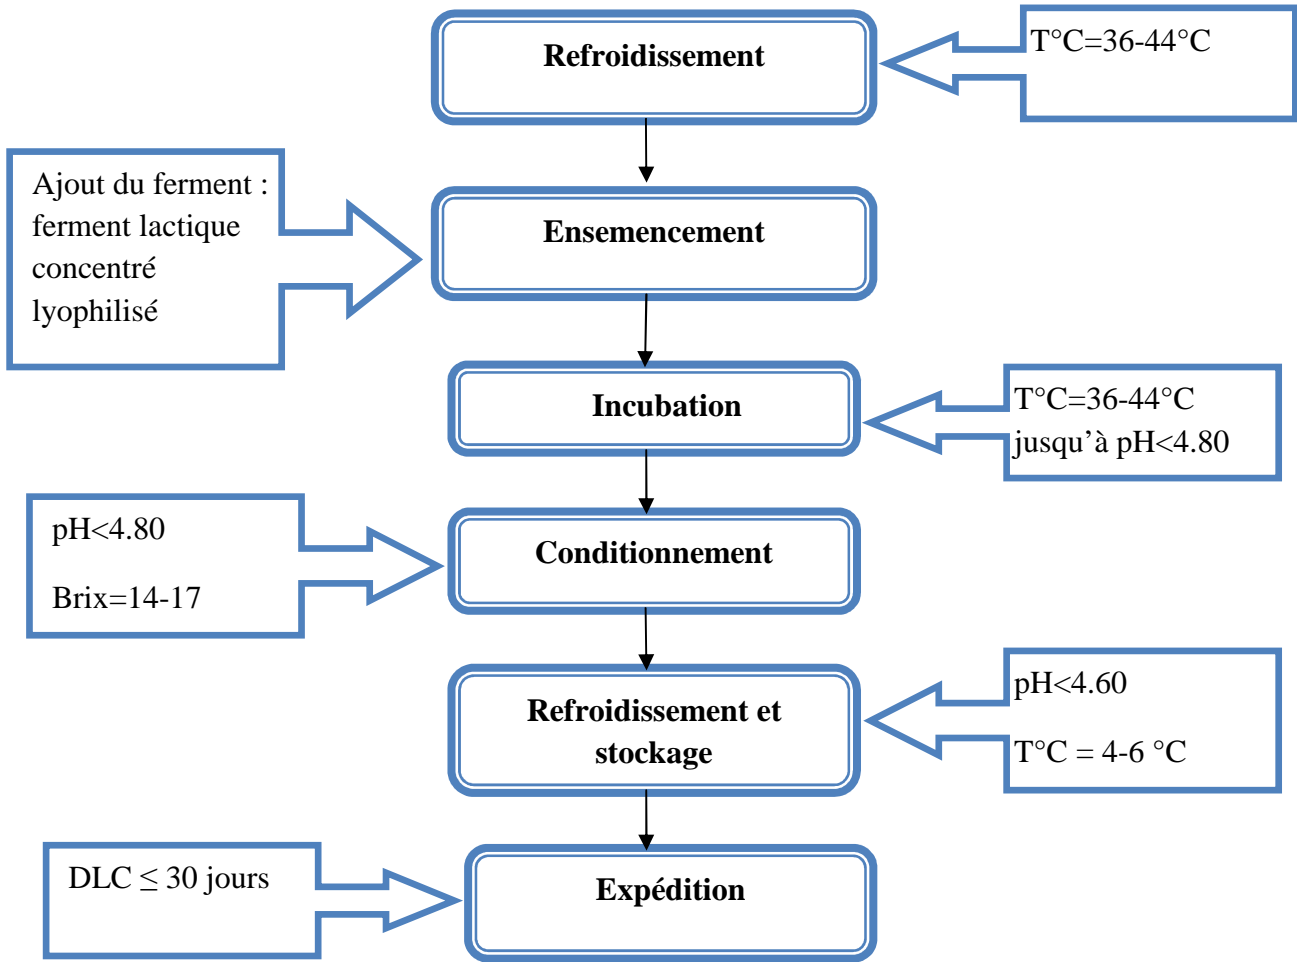 Refroidissement
T°C=36-44°C
Ajout du ferment :
ferment lactique
concentré
lyophilisé
Ensemencement
Incubation
T°C=36-44°C
jusqu’à pH<4.80
pH<4.80
Brix=14-17
Conditionnement
Refroidissement et
stockage
pH<4.60
T°C = 4-6 °C
DLC ≤ 30 jours
Expédition